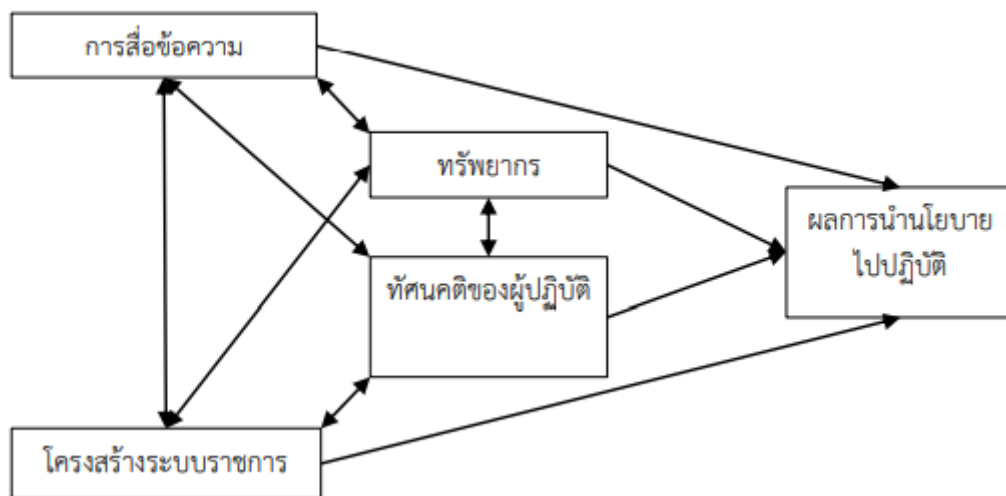 การสื่อข้อความ
ทรัพยากร
ผลการนำนโยบาย
ไปปฏิบัติ
ทัศนคติของผู้ปฏิบัติ
โครงสร้างระบบราชการ